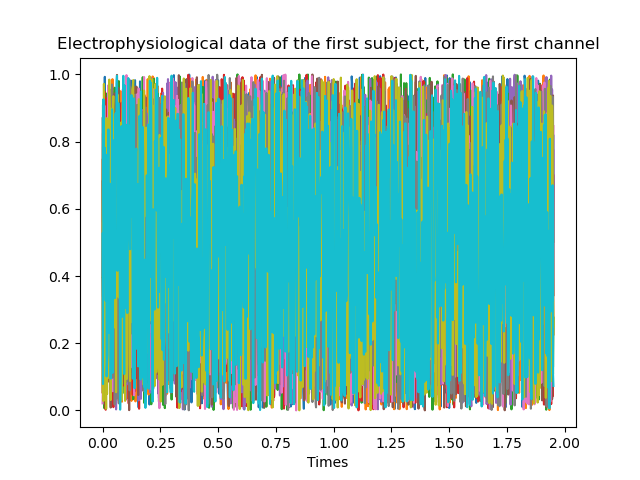 Electrophysiological data of the first subject, for the first channel
1.0
0.8
0.6
0.4
0.2
0.0
0.00 0.25 0.50 0.75 1.00 1.25 1.50 1.75 2.00
Times